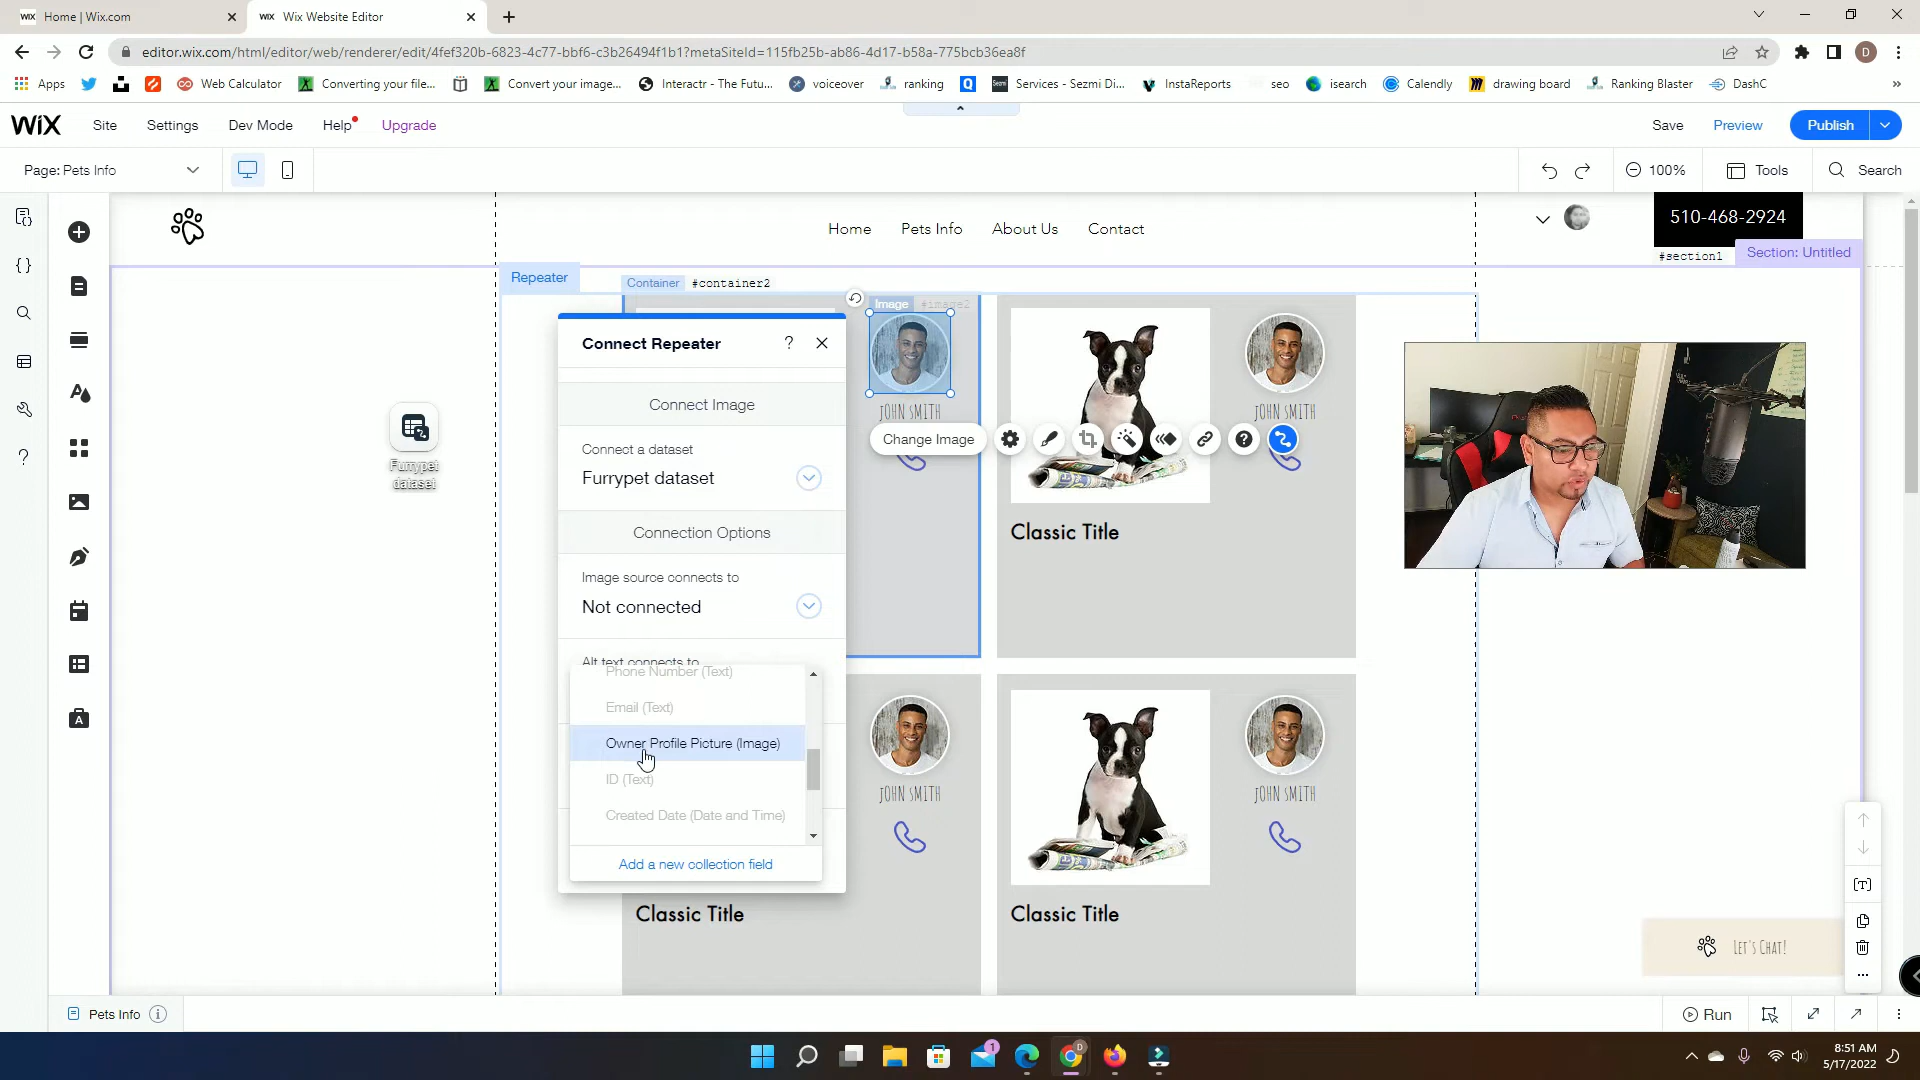 WIX Home | Wix.com
WIX Wix Website Editor
editor.wix.com/html/editor/web/renderer/edit/4fef320b-6823-4c77-bbf6-c3b26494f1b1?metaSiteId=115fb25b-ab86-4d17-b58a-775bcb36ea8f
D
Apps
Web Calculator
Converting your file...
Convert your image...
Interactr - The Futu...
voiceover
ranking
Services - Sezmi Di...
InstaReports
seo
isearch
Calendly
drawing board
Ranking Blaster
DashC
»
WIX Site Settings Dev Mode Help Upgrade
Save Preview Publish
Page: Pets Info
100% Tools Search
Home Pets Info About Us Contact
510-468-2924
#section1 Section: Untitled
Repeater
Container #container2
Image #image2
Connect Repeater ?
Connect Image
Connect a dataset
Furrypet dataset
Connection Options
Image source connects to
Not connected
Alt text connects to
Phone Number (Text)
Email (Text)
Owner Profile Picture (Image)
ID (Text)
Created Date (Date and Time)
Add a new collection field
Furrypet
dataset
JOHN SMITH
JOHN SMITH
Change Image
Classic Title
JOHN SMITH
JOHN SMITH
Classic Title
Classic Title
Let's Chat!
Pets Info
Run
1
D
8:51 AM
5/17/2022